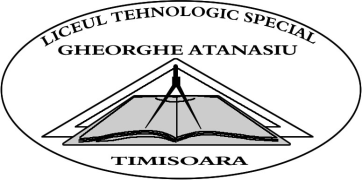 LICEUL TEHNOLOGIC SPECIAL
GHEORGHE ATANASIU
TIMISOARA